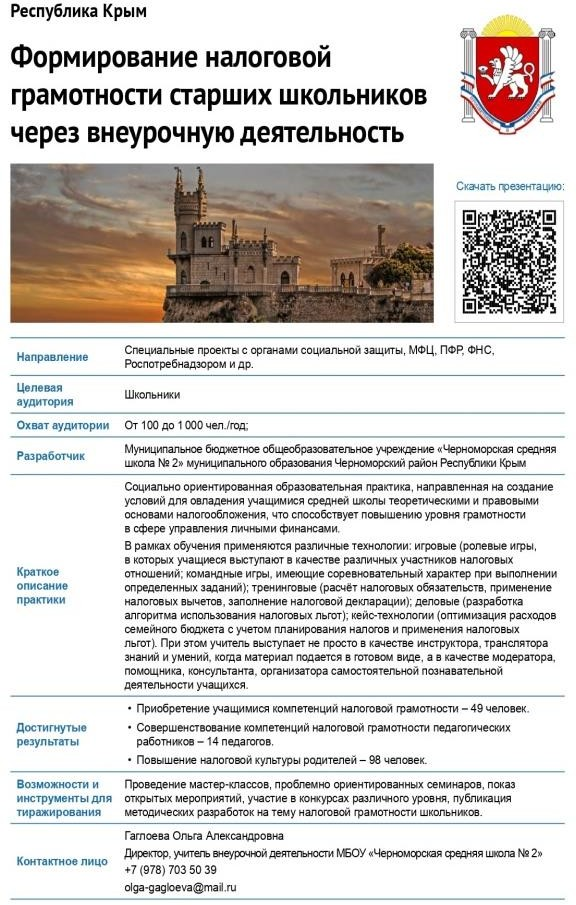 Республика Крым
Формирование налоговой
грамотности старших школьников
через внеурочную деятельность
Скачать презентацию:
Направление
Специальные проекты с органами социальной защиты, МФЦ, ПФР, ФНС,
Роспотребнадзором и др.
Целевая
аудитория
Школьники
Охват аудитории
От 100 до 1 000 чел./год;
Разработчик
Муниципальное бюджетное общеобразовательное учреждение «Черноморская средняя
школа № 2» муниципального образования Черноморский район Республики Крым
Краткое
описание
практики
Социально ориентированная образовательная практика, направленная на создание
условий для овладения учащимися средней школы теоретическими и правовыми
основами налогообложения, что способствует повышению уровня грамотности
в сфере управления личными финансами.
В рамках обучения применяются различные технологии: игровые (ролевые игры,
в которых учащиеся выступают в качестве различных участников налоговых
отношений; командные игры, имеющие соревновательный характер при выполнении
определенных заданий); тренинговые (расчёт налоговых обязательств, применение
налоговых вычетов, заполнение налоговой декларации); деловые (разработка
алгоритма использования налоговых льгот); кейс-технологии (оптимизация расходов
семейного бюджета с учетом планирования налогов и применения налоговых
льгот). При этом учитель выступает не просто в качестве инструктора, транслятора
знаний и умений, когда материал подается в готовом виде, а в качестве модератора,
помощника, консультанта, организатора самостоятельной познавательной
деятельности учащихся.
Достигнутые
результаты
• Приобретение учащимися компетенций налоговой грамотности – 49 человек.
• Совершенствование компетенций налоговой грамотности педагогических
работников – 14 педагогов.
• Повышение налоговой культуры родителей – 98 человек.
Возможности и
инструменты для
тиражирования
Проведение мастер-классов, проблемно ориентированных семинаров, показ
открытых мероприятий, участие в конкурсах различного уровня, публикация
методических разработок на тему налоговой грамотности школьников.
Контактное лицо
Гаглоева Ольга Александровна
Директор, учитель внеурочной деятельности МБОУ «Черноморская средняя школа № 2»
+7 (978) 703 50 39
olga-gagloeva@mail.ru